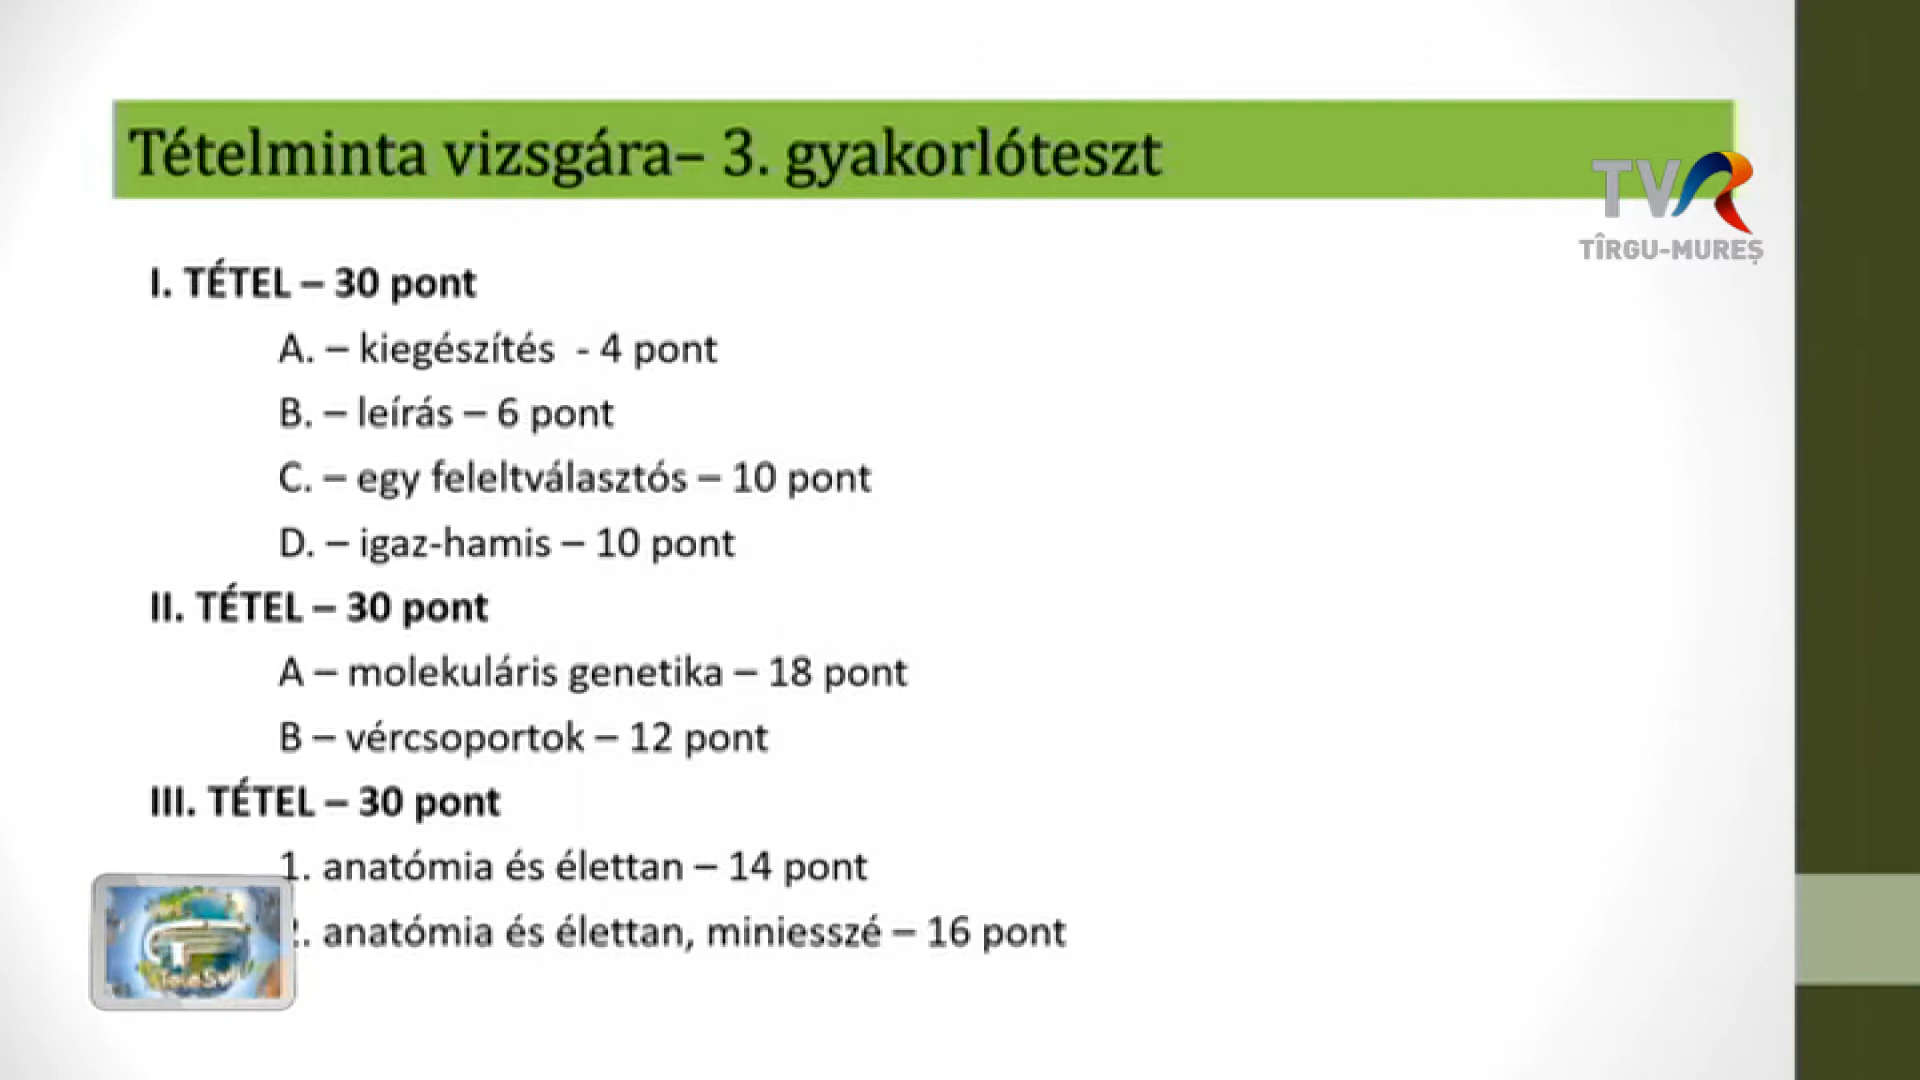 Tételminta vizsgára– 3. gyakorlóteszt
TVR
TÎRGU-MUREȘ
I. TÉTEL – 30 pont
A. – kiegészítés - 4 pont
B. – leírás – 6 pont
C. – egy feleltválasztós – 10 pont
D. – igaz-hamis – 10 pont
II. TÉTEL – 30 pont
A – molekuláris genetika – 18 pont
B – vércsoportok – 12 pont
III. TÉTEL – 30 pont
1. anatómia és élettan – 14 pont
. anatómia és élettan, miniesszé – 16 pont